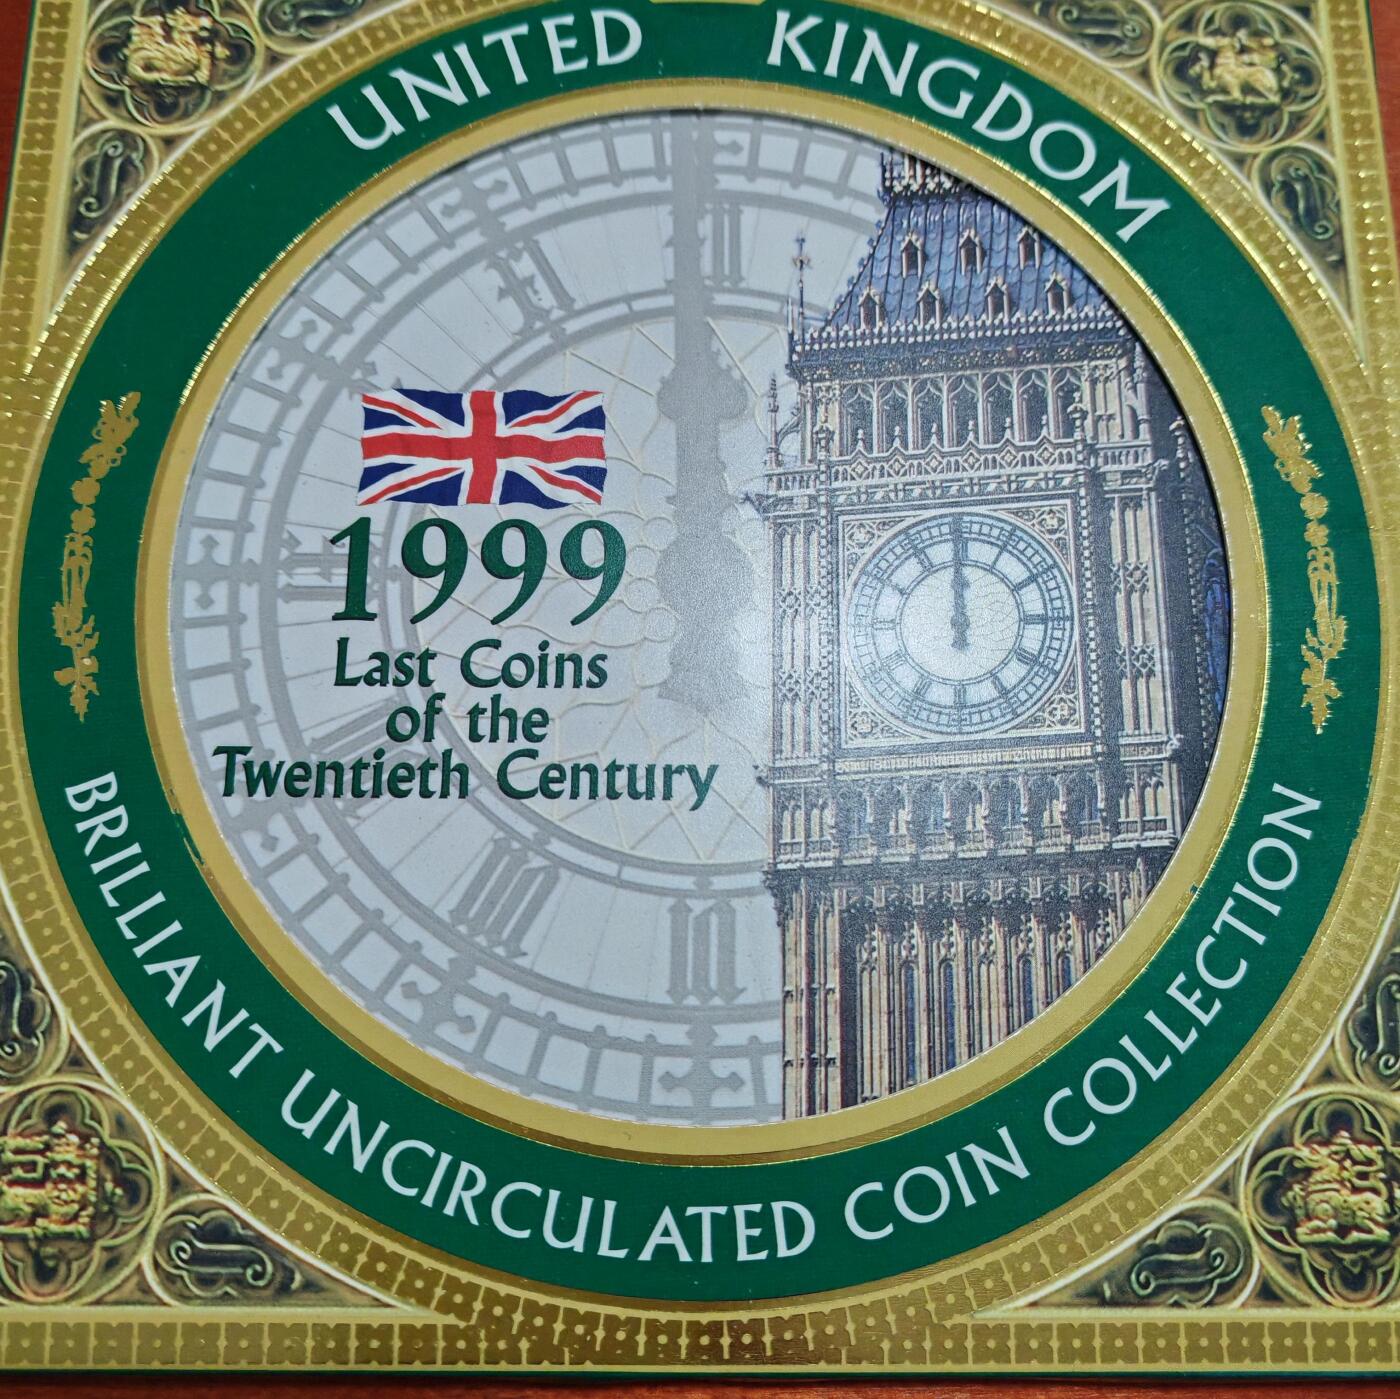 UNITED KINGDOM
1999
Last Coins
of the
Twentieth Century
BRILLIANT UNCIRCULATED COIN COLLECTION